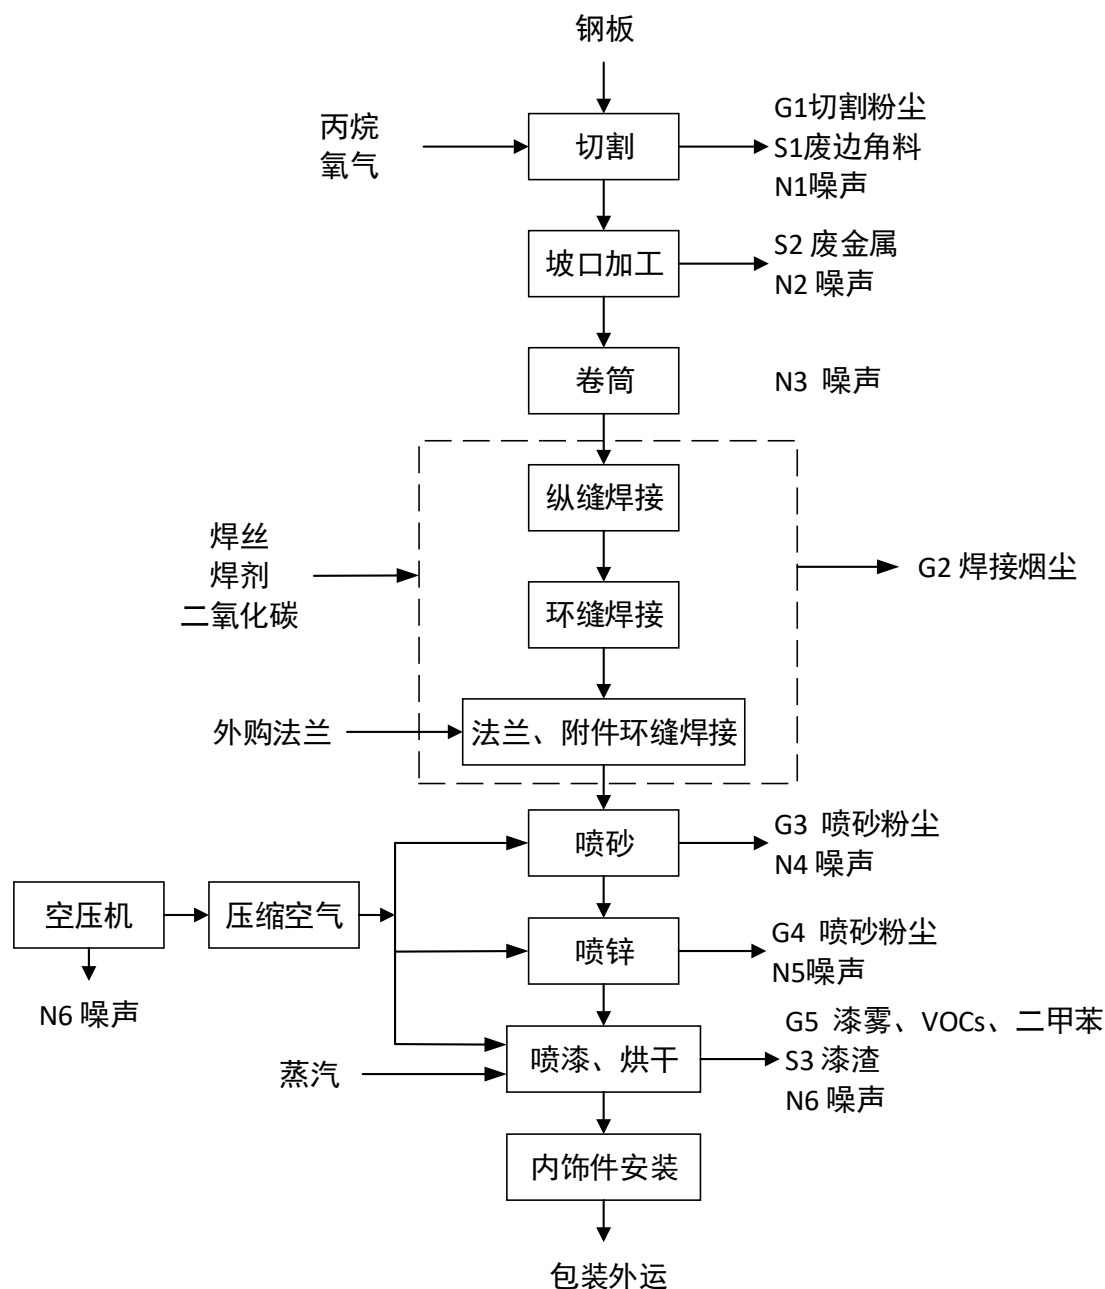 钢板
丙烷
氧气
切割
G1切割粉尘
S1废边角料
N1噪声
坡口加工
S2 废金属
N2 噪声
卷筒
N3 噪声
纵缝焊接
焊丝
焊剂
二氧化碳
G2 焊接烟尘
环缝焊接
外购法兰
法兰、附件环缝焊接
喷砂
G3 喷砂粉尘
N4 噪声
空压机
压缩空气
喷锌
G4 喷砂粉尘
N5噪声
N6 噪声
蒸汽
喷漆、烘干
G5 漆雾、VOCs、二甲苯
S3 漆渣
N6 噪声
内饰件安装
包装外运